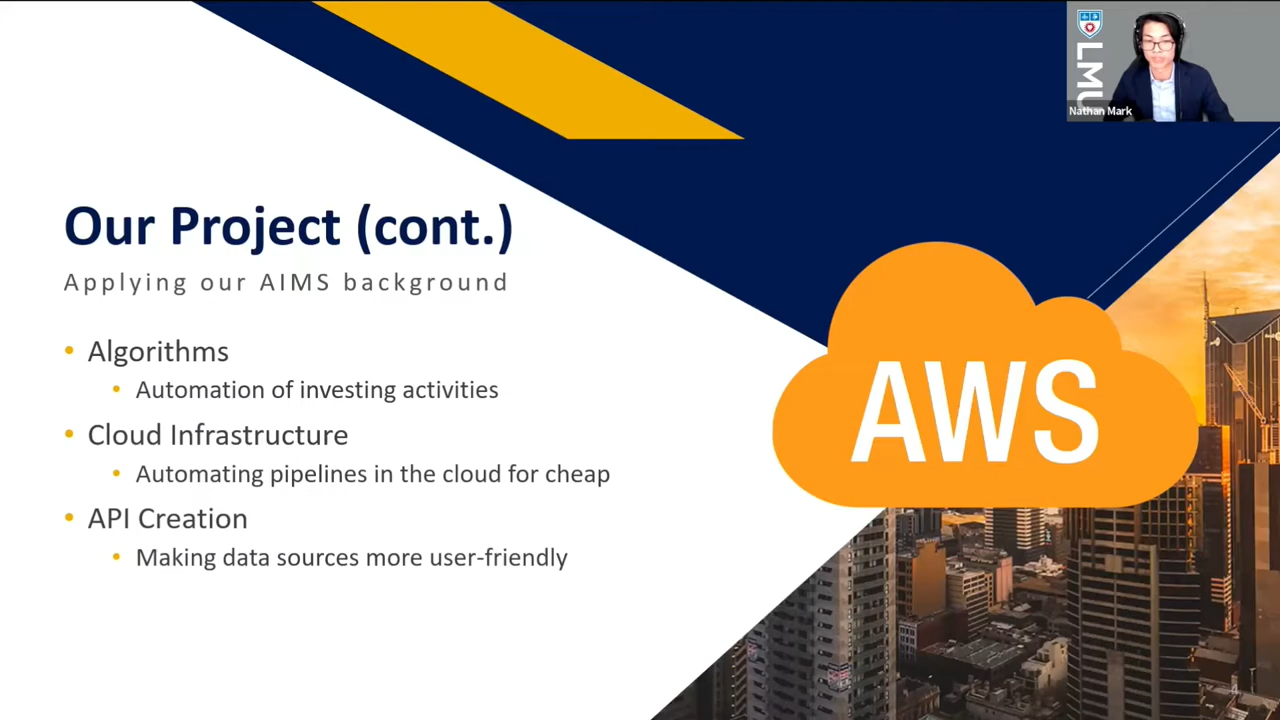 Our Project (cont.)
Applying our AIMS background
• Algorithms
• Automation of investing activities
• Cloud Infrastructure
• Automating pipelines in the cloud for cheap
• API Creation
• Making data sources more user-friendly
AWS
LMU
Nathan Mark
4